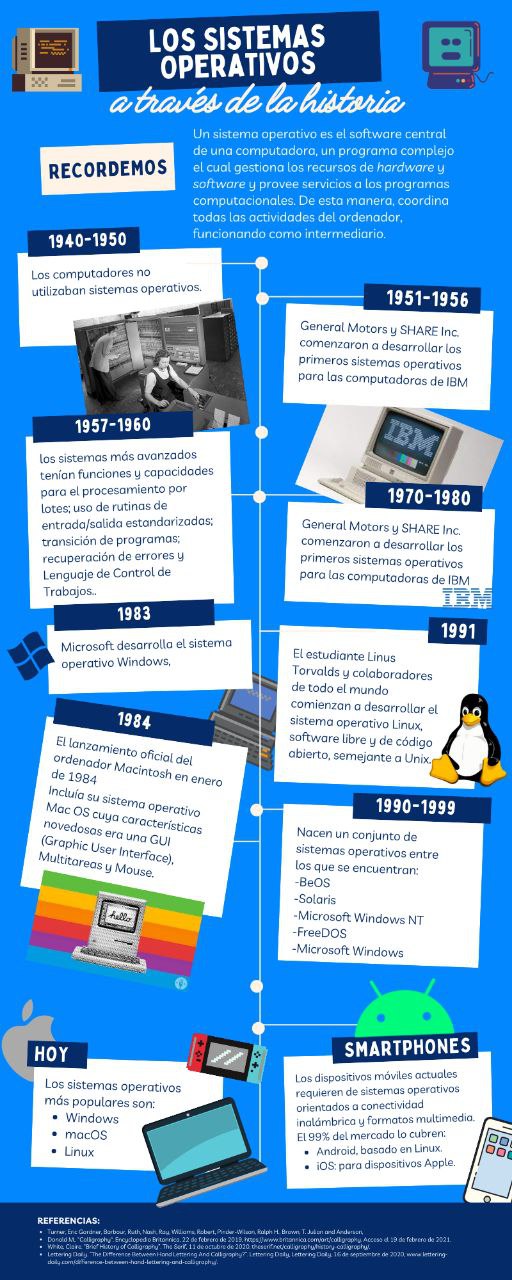 LOS SISTEMAS
OPERATIVOS
a través de la historia
RECORDEMOS
Un sistema operativo es el software central
de una computadora, un programa complejo
el cual gestiona los recursos de hardware y
software y provee servicios a los programas
computacionales. De esta manera, coordina
todas las actividades del ordenador,
funcionando como intermediario.
1940-1950
Los computadores no
utilizaban sistemas operativos.
1951-1956
General Motors y SHARE Inc.
comenzaron a desarrollar los
primeros sistemas operativos
para las computadoras de IBM
IBM
1957-1960
los sistemas más avanzados
tenían funciones y capacidades
para el procesamiento por
lotes; uso de rutinas de
entrada/salida estandarizadas;
transición de programas;
recuperación de errores y
Lenguaje de Control de
Trabajos..
1970-1980
General Motors y SHARE Inc.
comenzaron a desarrollar los
primeros sistemas operativos
para las computadoras de IBM
IBM
1983
Microsoft desarrolla el sistema
operativo Windows,
1991
El estudiante Linus
Torvalds y colaboradores
de todo el mundo
comienzan a desarrollar el
sistema operativo Linux,
software libre y de código
abierto, semejante a Unix.
1984
El lanzamiento oficial del
ordenador Macintosh en enero
de 1984
Incluía su sistema operativo
Mac OS cuya características
novedosas era una GUI
(Graphic User Interface),
Multitareas y Mouse.
hello
1990-1999
Nacen un conjunto de
sistemas operativos entre
los que se encuentran:
-BeOS
-Solaris
-Microsoft Windows NT
-FreeDOS
-Microsoft Windows
HOY
Los sistemas operativos
más populares son:
Windows
macOS
Linux
SMARTPHONES
Los dispositivos móviles actuales
requieren de sistemas operativos
orientados a conectividad
inalámbrica y formatos multimedia.
El 99% del mercado lo cubren:
Android, basado en Linux.
iOS: para dispositivos Apple.
REFERENCIAS:
Turner, Eric Gardner, Barbour, Ruth, Nash, Ray, Williams, Robert, Pinder-Wilson, Ralph H. Brown, T. Julian and Anderson,
Donald M. "Calligraphy". Encyclopedia Britannica, 22 de febrero de 2019, https://www.britannica.com/art/calligraphy. Acceso el 19 de febrero de 2021.
White, Claire. "Brief History of Calligraphy". The Serif, 11 de octubre de 2020. theserif.net/calligraphy/history-calligraphy/.
Lettering Daily. "The Difference Between Hand Lettering And Calligraphy?". Lettering Daily, Lettering Daily, 16 de septiembre de 2020, www.lettering-
daily.com/difference-between-hand-lettering-and-calligraphy/.